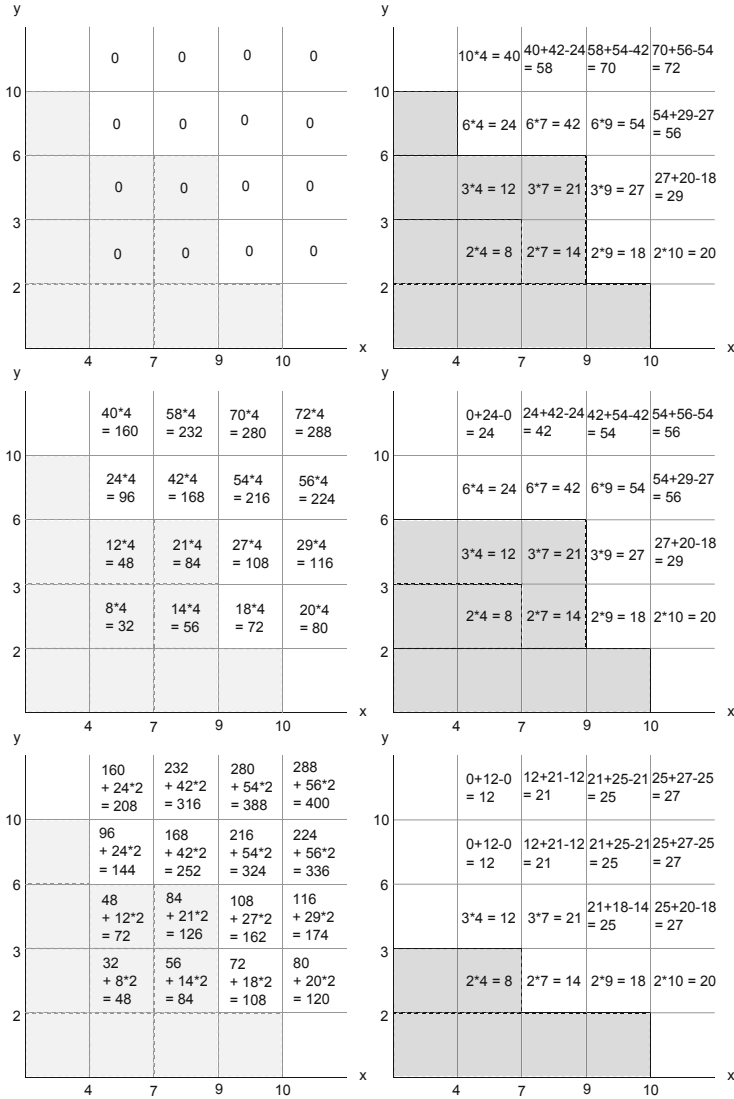 y
0 0 0 0
10
0 0 0 0
6
0 0 0 0
3
0 0 0 0
2
x
4 7 9 10
y
10*4 = 40 40+42-24 = 58 58+54-42 = 70 70+56-54 = 72
10
6*4 = 24 6*7 = 42 6*9 = 54 54+29-27 = 56
6
3*4 = 12 3*7 = 21 3*9 = 27 27+20-18 = 29
3
2*4 = 8 2*7 = 14 2*9 = 18 2*10 = 20
2
x
4 7 9 10
y
40*4 58*4 70*4 72*4
= 160 = 232 = 280 = 288
10
24*4 42*4 54*4 56*4
= 96 = 168 = 216 = 224
6
12*4 21*4 27*4 29*4
= 48 = 84 = 108 = 116
3
8*4 14*4 18*4 20*4
= 32 = 56 = 72 = 80
2
x
4 7 9 10
y
0+24-0 24+42-24 42+54-42 54+56-54
= 24 = 42 = 54 = 56
10
6*4 = 24 6*7 = 42 6*9 = 54 54+29-27 = 56
6
3*4 = 12 3*7 = 21 3*9 = 27 27+20-18 = 29
3
2*4 = 8 2*7 = 14 2*9 = 18 2*10 = 20
2
x
4 7 9 10
y
160 232 280 288
+ 24*2 + 42*2 + 54*2 + 56*2
= 208 = 316 = 388 = 400
10
96 168 216 224
+ 24*2 + 42*2 + 54*2 + 56*2
= 144 = 252 = 324 = 336
6
48 84 108 116
+ 12*2 + 21*2 + 27*2 + 29*2
= 72 = 126 = 162 = 174
3
32 56 72 80
+ 8*2 + 14*2 + 18*2 + 20*2
= 48 = 84 = 108 = 120
2
x
4 7 9 10
y
0+12-0 12+21-12 21+25-21 25+27-25
= 12 = 21 = 25 = 27
10
0+12-0 12+21-12 21+25-21 25+27-25
= 12 = 21 = 25 = 27
6
3*4 = 12 3*7 = 21 21+18-14 = 25 25+20-18 = 27
3
2*4 = 8 2*7 = 14 2*9 = 18 2*10 = 20
2
x
4 7 9 10